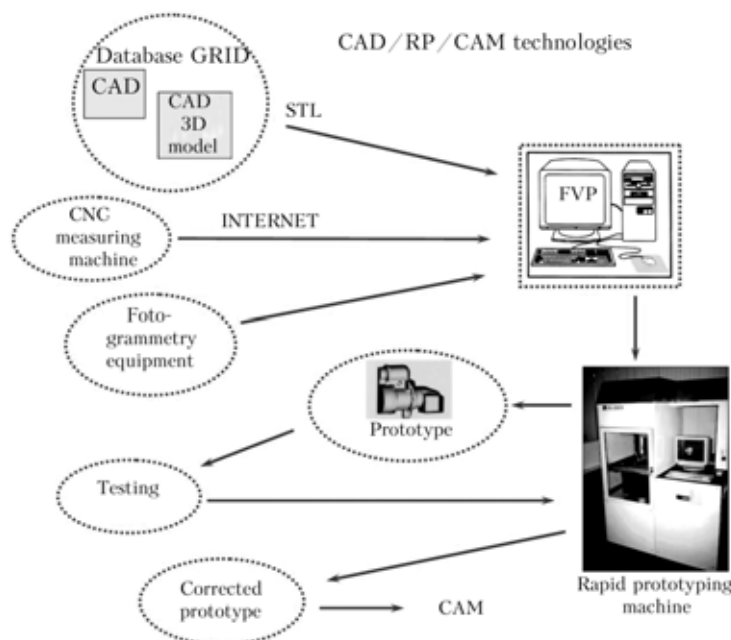 CAD/RP/CAM technologies
Database GRID
CAD
CAD
3D
model
STL
FVP
CNC
measuring
machine
INTERNET
Foto-
grammetry
equipment
Prototype
Testing
Rapid prototyping
machine
Corrected
prototype
CAM